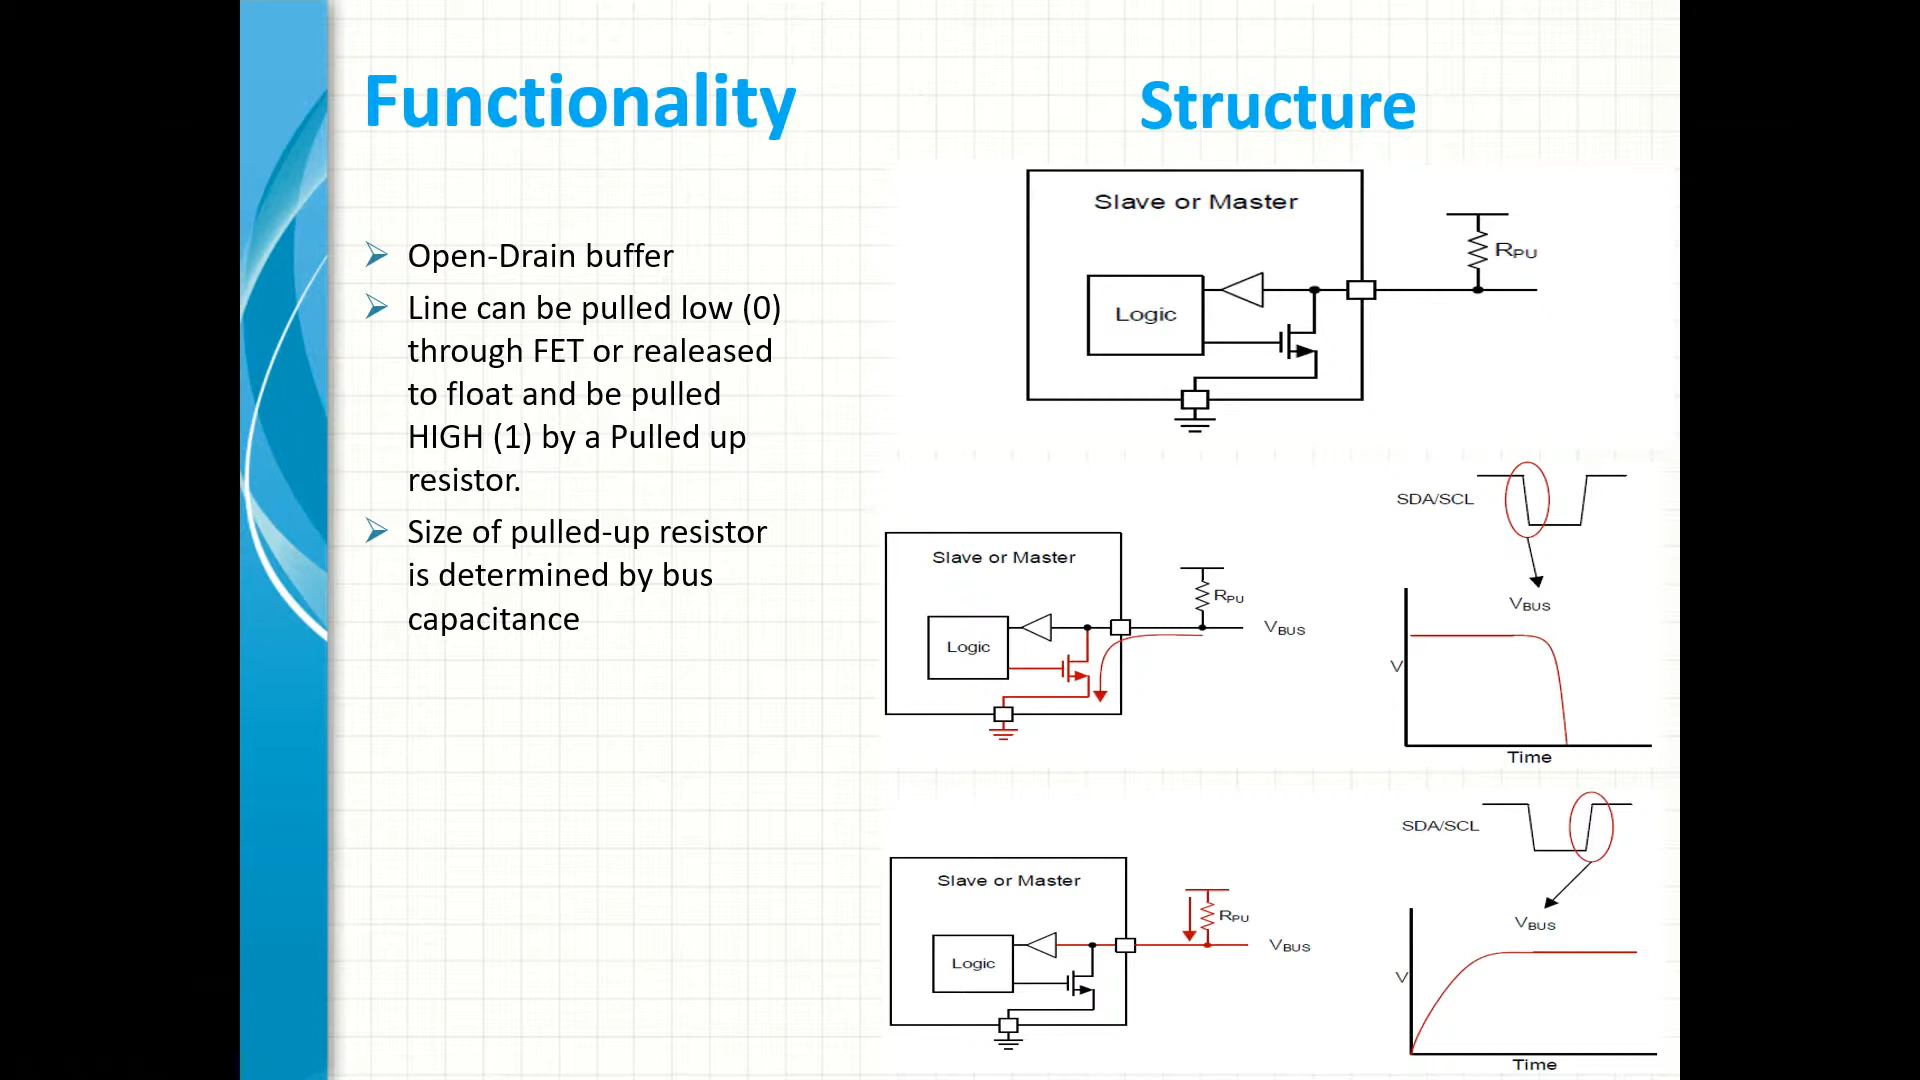 Functionality
Structure
Open-Drain buffer
Line can be pulled low (0)
through FET or realeased
to float and be pulled
HIGH (1) by a Pulled up
resistor.
Size of pulled-up resistor
is determined by bus
capacitance
Slave or Master
RPU
Logic
SDA/SCL
Slave or Master
RPU
VBUS
Logic
VBUS
V
Time
SDA/SCL
Slave or Master
RPU
VBUS
Logic
VBUS
V
Time